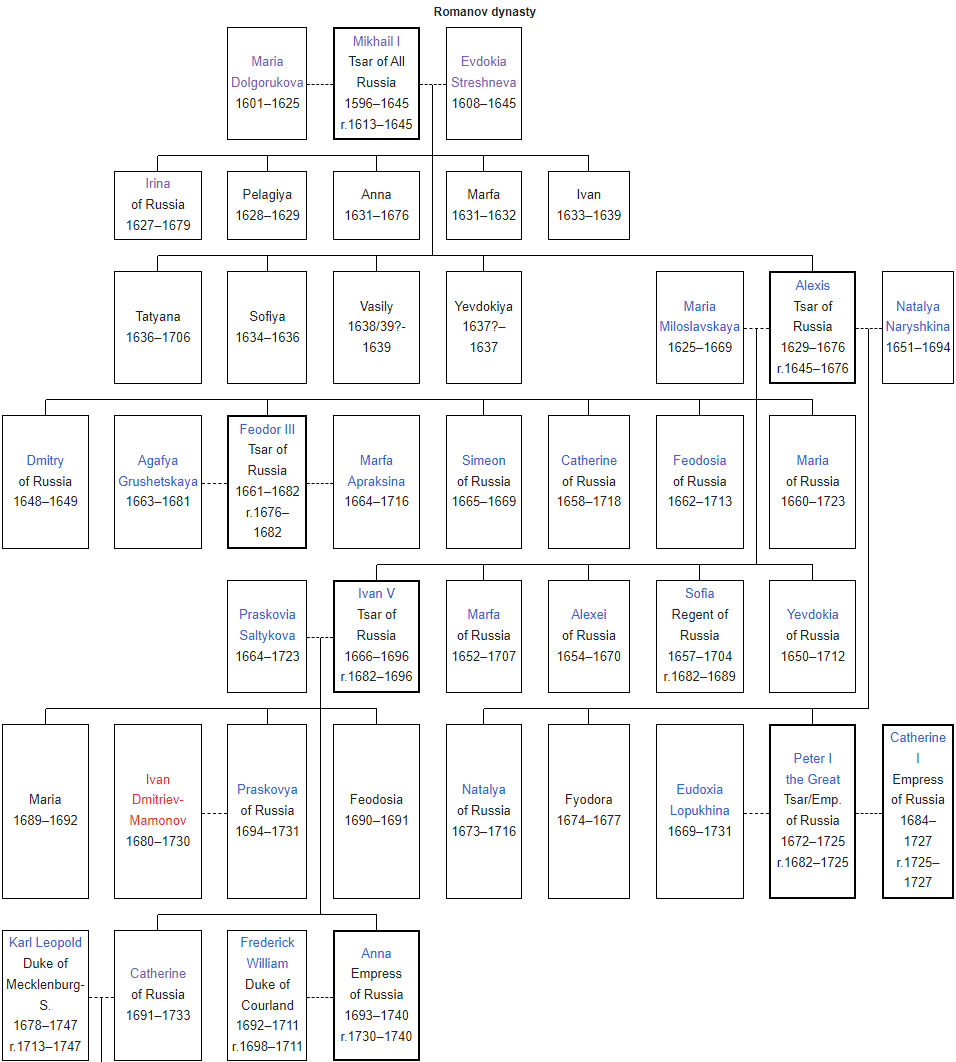 Romanov dynasty
Maria
Dolgorukova
1601–1625
Mikhail I
Tsar of All
Russia
1596–1645
r.1613–1645
Evdokia
Streshneva
1608–1645
Irina
of Russia
1627–1679
Pelagiya
1628–1629
Anna
1631–1676
Marfa
1631–1632
Ivan
1633–1639
Tatyana
1636–1706
Sofiya
1634–1636
Vasily
1638/39?-
1639
Yevdokiya
1637?–
1637
Maria
Miloslavskaya
1625–1669
Alexis
Tsar of
Russia
1629–1676
r.1645–1676
Natalya
Naryshkina
1651–1694
Dmitry
of Russia
1648–1649
Agafya
Grushetskaya
1663–1681
Feodor III
Tsar of
Russia
1661–1682
r.1676–
1682
Marfa
Apraksina
1664–1716
Simeon
of Russia
1665–1669
Catherine
of Russia
1658–1718
Feodosia
of Russia
1662–1713
Maria
of Russia
1660–1723
Praskovia
Saltykova
1664–1723
Ivan V
Tsar of
Russia
1666–1696
r.1682–1696
Marfa
of Russia
1652–1707
Alexei
of Russia
1654–1670
Sofia
Regent of
Russia
1657–1704
r.1682–1689
Yevdokia
of Russia
1650–1712
Maria
1689–1692
Ivan
Dmitriev-
Mamonov
1680–1730
Praskovya
of Russia
1694–1731
Feodosia
1690–1691
Natalya
of Russia
1673–1716
Fyodora
1674–1677
Eudoxia
Lopukhina
1669–1731
Peter I
the Great
Tsar/Emp.
of Russia
1672–1725
r.1682–1725
Catherine
I
Empress
of Russia
1684–
1727
r.1725–
1727
Karl Leopold
Duke of
Mecklenburg-
S.
1678–1747
r.1713–1747
Catherine
of Russia
1691–1733
Frederick
William
Duke of
Courland
1692–1711
r.1698–1711
Anna
Empress
of Russia
1693–1740
r.1730–1740